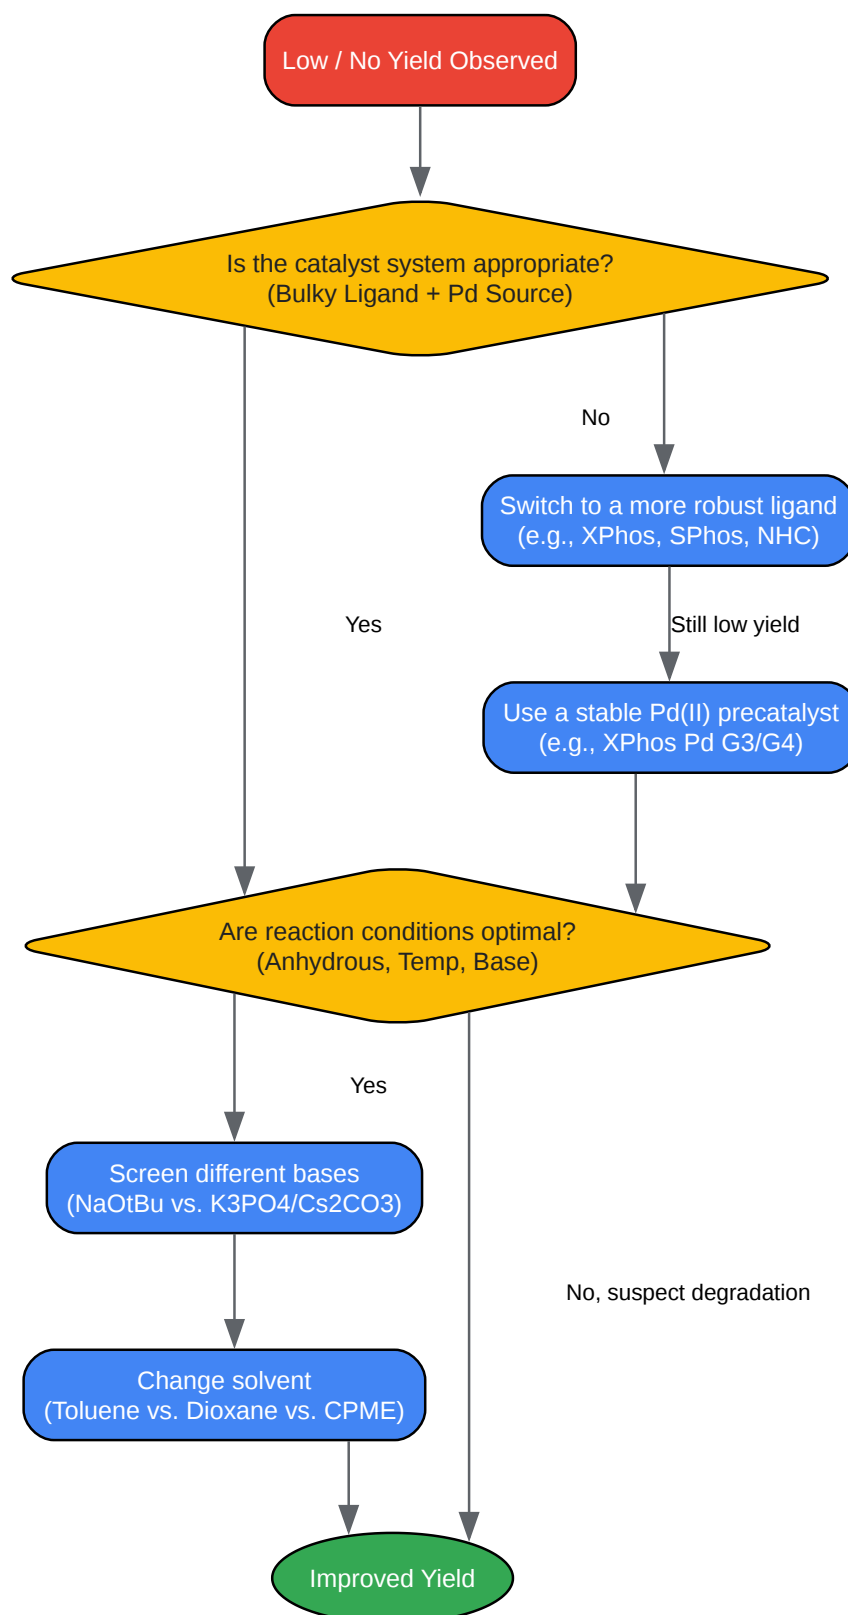 Low / No Yield Observed
Is the catalyst system appropriate?
(Bulky Ligand + Pd Source)
No
Switch to a more robust ligand
(e.g., XPhos, SPhos, NHC)
Yes
Still low yield
Use a stable Pd(II) precatalyst
(e.g., XPhos Pd G3/G4)
Are reaction conditions optimal?
(Anhydrous, Temp, Base)
Yes
Screen different bases
(NaOtBu vs. K3PO4/Cs2CO3)
No, suspect degradation
Change solvent
(Toluene vs. Dioxane vs. CPME)
Improved Yield